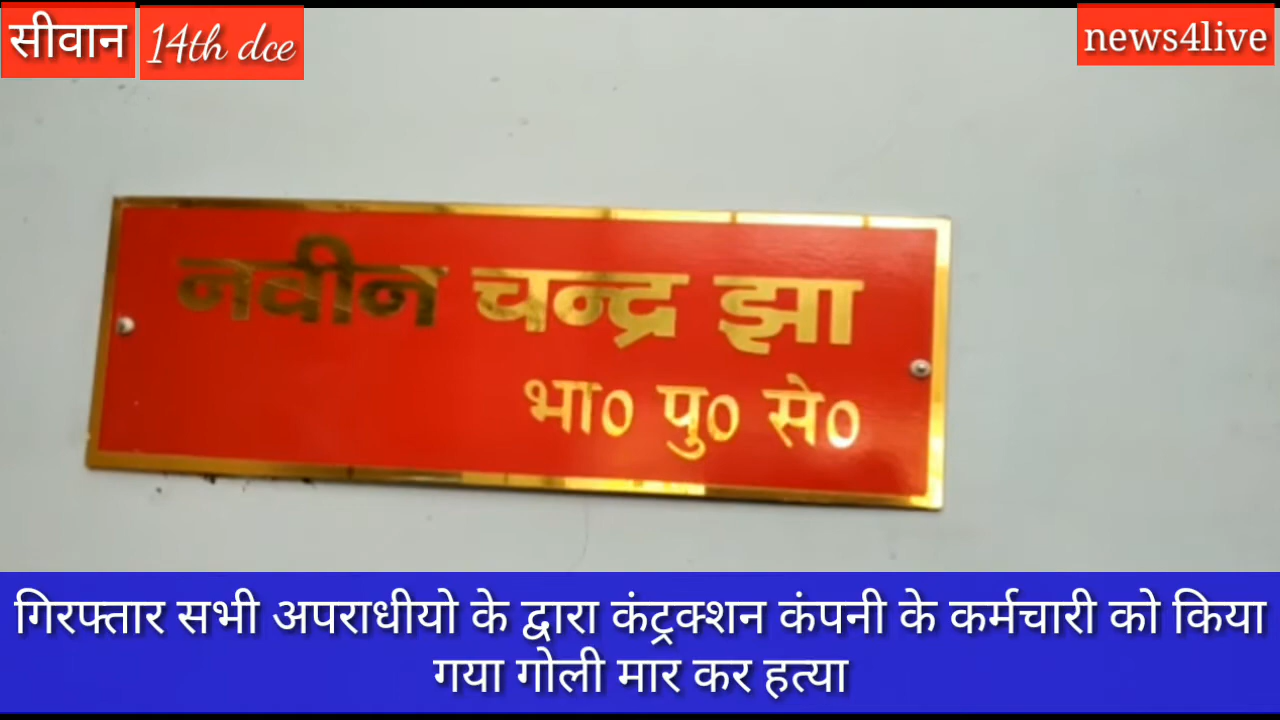 सीवान
14th dce
news4live
नवीन चन्द्र झा
भा० पु० से०
गिरफ्तार सभी अपराधीयो के द्वारा कंट्रक्शन कंपनी के कर्मचारी को किया
गया गोली मार कर हत्या